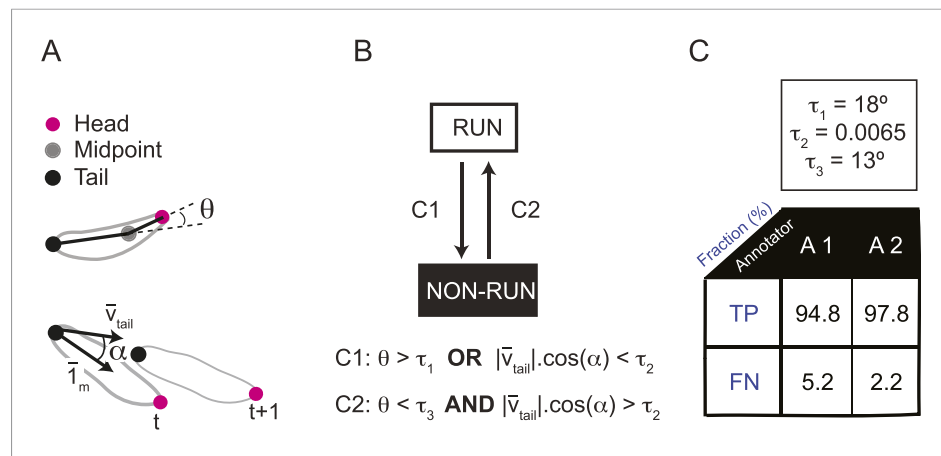 A
Head
Midpoint
Tail
θ
v̄tail
α
1̄m
t
t+1
B
RUN
C1
C2
NON-RUN
C1: θ > τ1 OR |v̄tail|.cos(α) < τ2
C2: θ < τ3 AND |v̄tail|.cos(α) > τ2
C
τ1 = 18º
τ2 = 0.0065
τ3 = 13º
Fraction (%)
Annotator
A 1
A 2
TP
94.8
97.8
FN
5.2
2.2